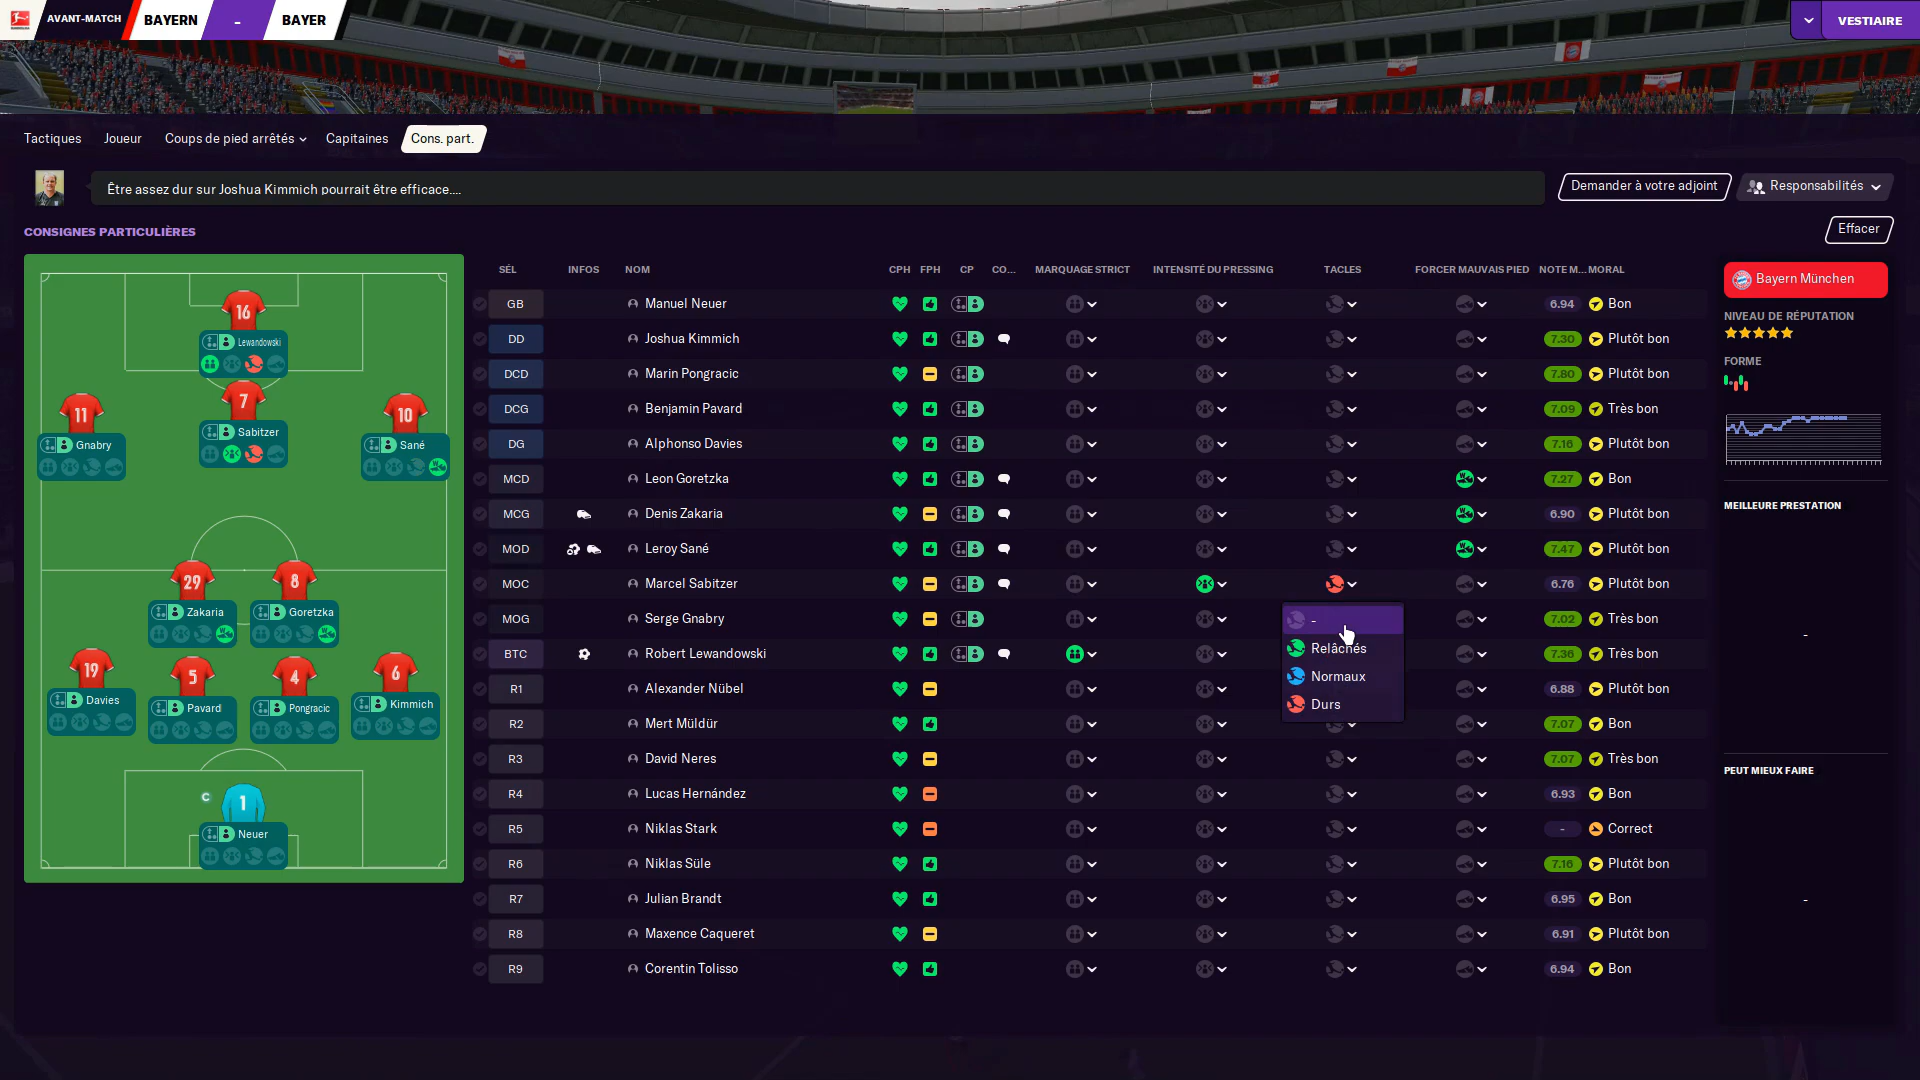 AVANT-MATCH
BAYERN
-
BAYER
VESTIAIRE
Tactiques
Joueur
Coups de pied arrêtés
Capitaines
Cons. part.
Être assez dur sur Joshua Kimmich pourrait être efficace....
Demander à votre adjoint
Responsabilités
CONSIGNES PARTICULIÈRES
Effacer
16
Lewandowski
7
Sabitzer
11
Gnabry
10
Sané
29
Zakaria
8
Goretzka
19
Davies
5
Pavard
4
Pongracic
6
Kimmich
C
1
Neuer
SÉL INFOS NOM CPH FPH CP CO... MARQUAGE STRICT INTENSITÉ DU PRESSING TACLES FORCER MAUVAIS PIED NOTE M... MORAL
GB Manuel Neuer 6.94 Bon
DD Joshua Kimmich 7.30 Plutôt bon
DCD Marin Pongracic 7.80 Plutôt bon
DCG Benjamin Pavard 7.09 Très bon
DG Alphonso Davies 7.16 Plutôt bon
MCD Leon Goretzka 7.27 Bon
MCG Denis Zakaria 6.90 Plutôt bon
MOD Leroy Sané 7.47 Plutôt bon
MOC Marcel Sabitzer 6.76 Plutôt bon
MOG Serge Gnabry 7.02 Très bon
BTC Robert Lewandowski 7.36 Très bon
R1 Alexander Nübel 6.88 Plutôt bon
R2 Mert Müldür 7.07 Bon
R3 David Neres 7.07 Très bon
R4 Lucas Hernández 6.93 Bon
R5 Niklas Stark - Correct
R6 Niklas Süle 7.16 Plutôt bon
R7 Julian Brandt 6.95 Bon
R8 Maxence Caqueret 6.91 Plutôt bon
R9 Corentin Tolisso 6.94 Bon
-
Relâchés
Normaux
Durs
Bayern München
NIVEAU DE RÉPUTATION
FORME
MEILLEURE PRESTATION
-
PEUT MIEUX FAIRE
-